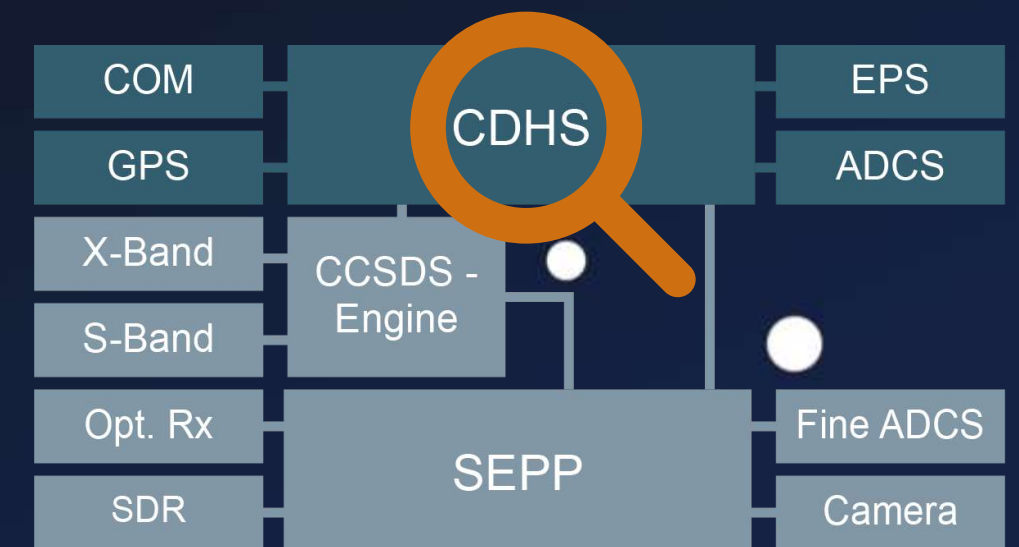 COM
CDHS
EPS
GPS
ADCS
X-Band
CCSDS -
Engine
S-Band
Opt. Rx
SEPP
Fine ADCS
SDR
Camera